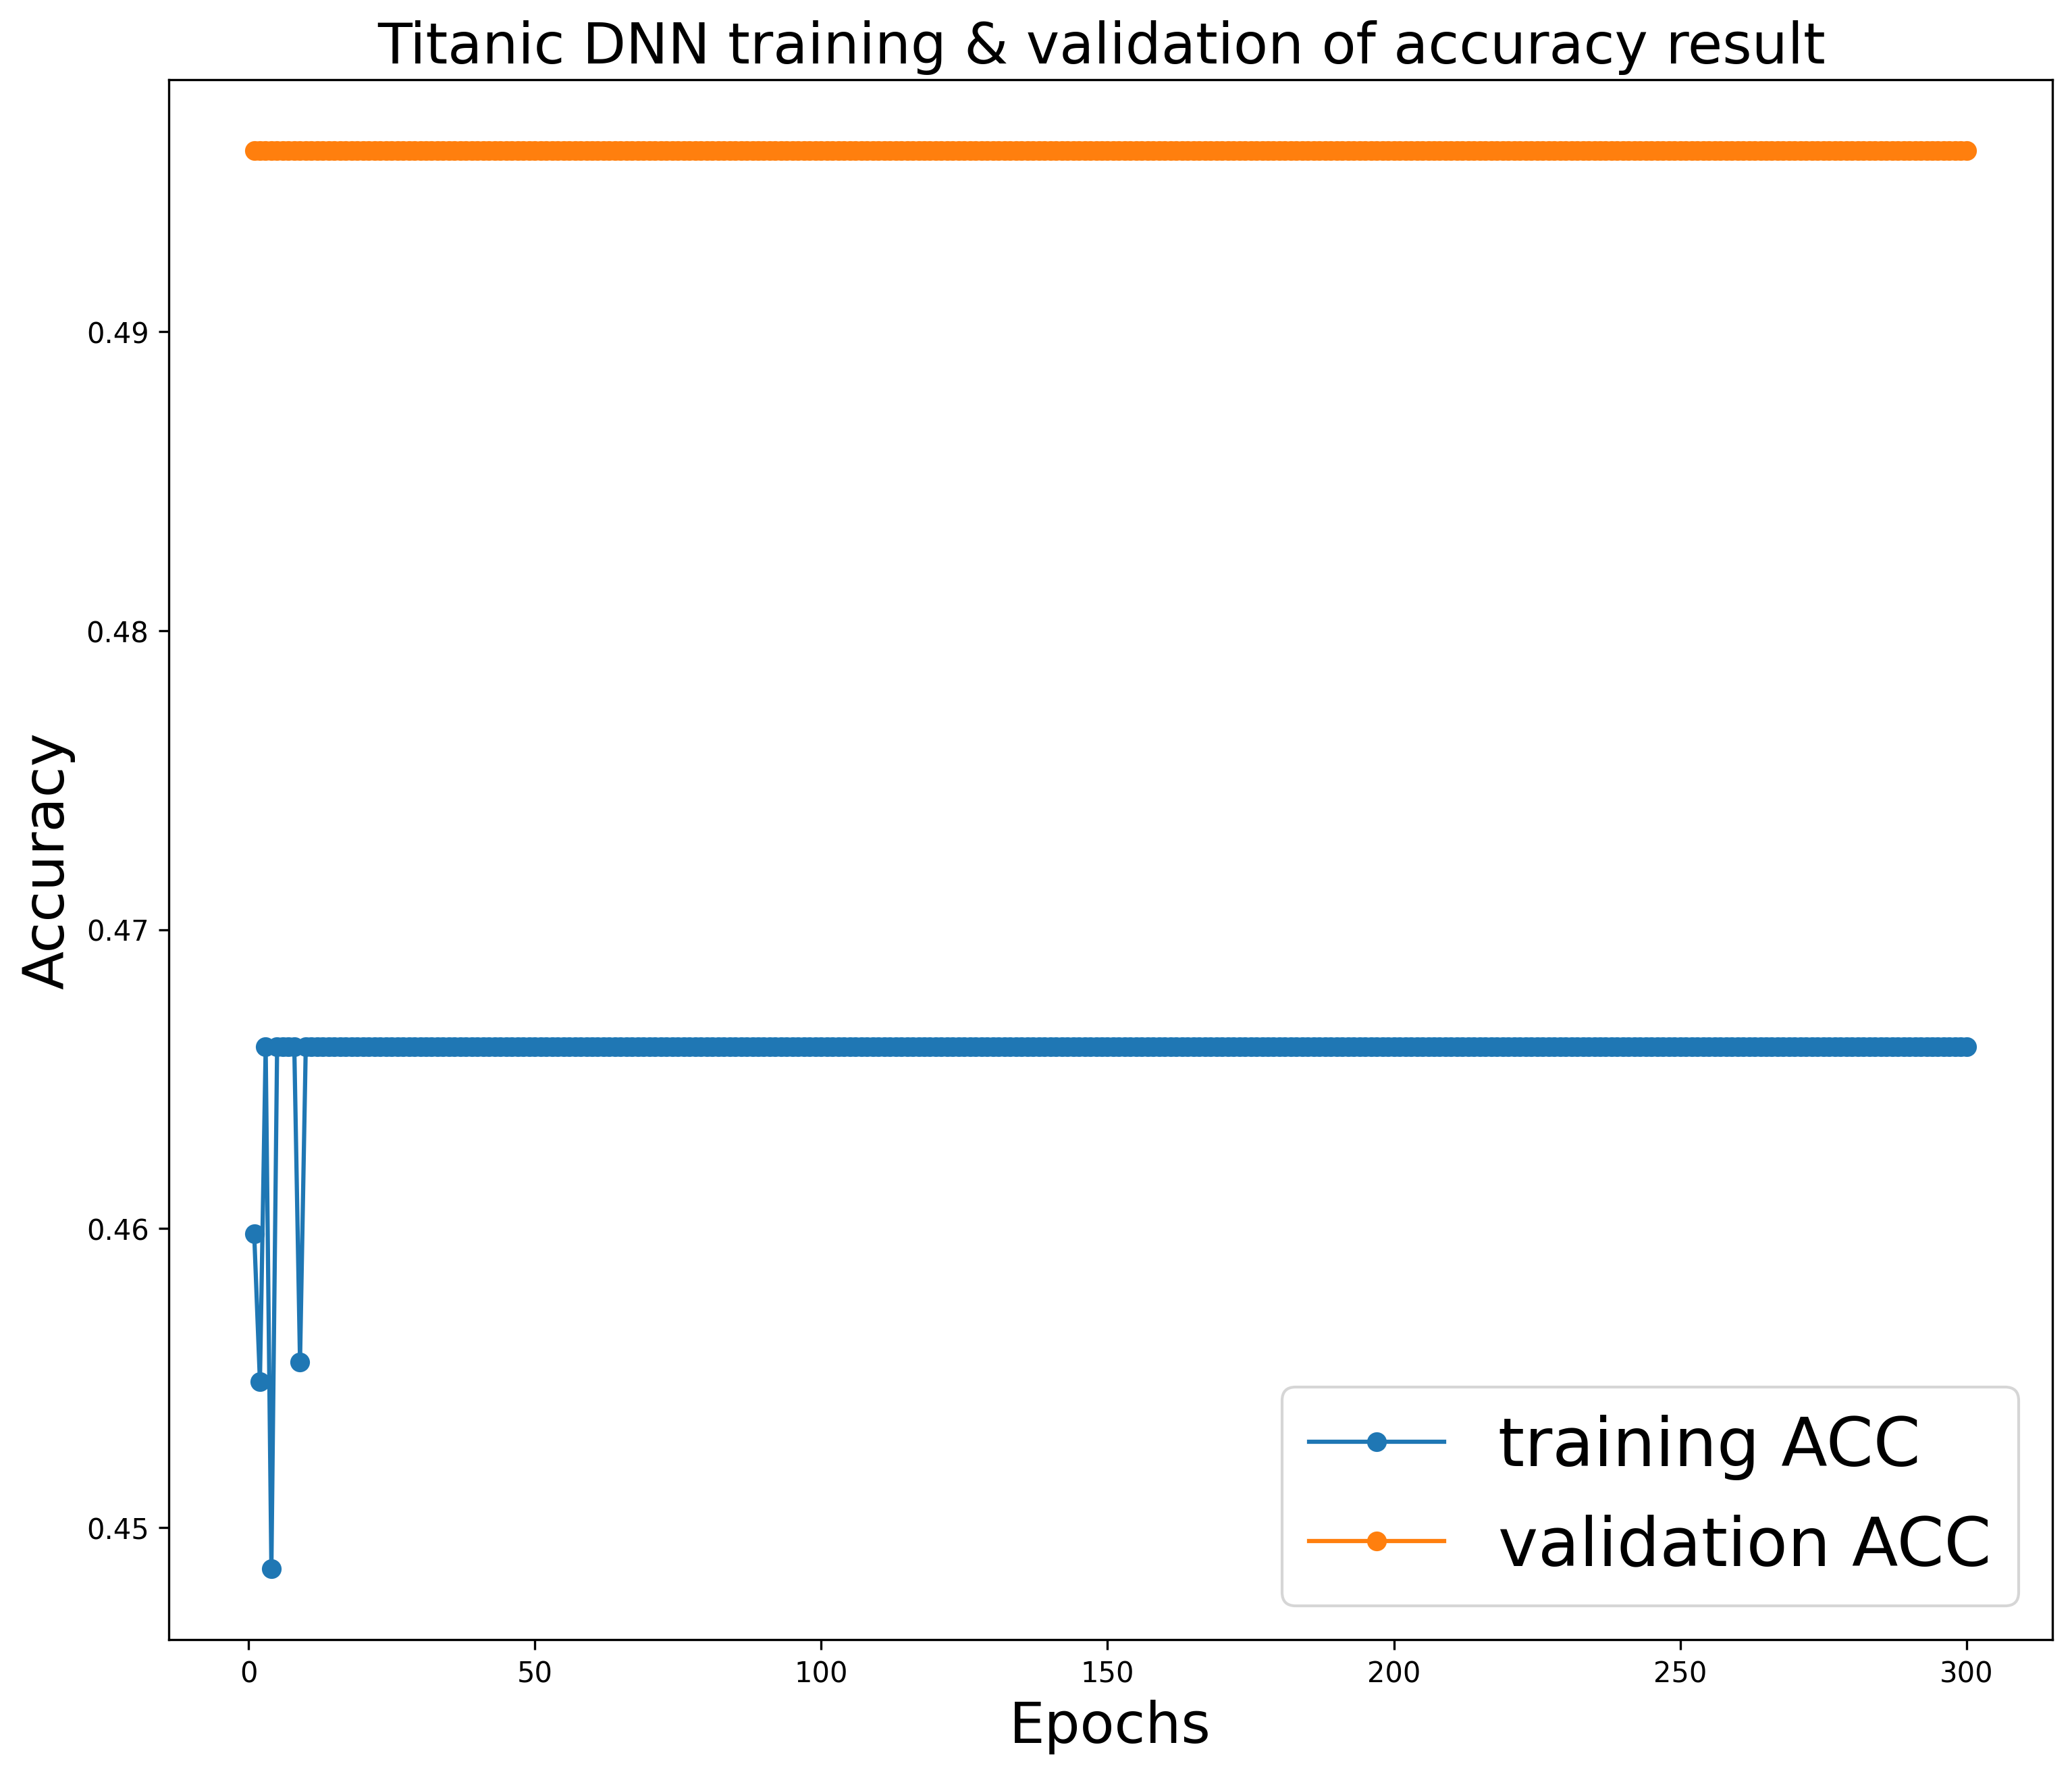 Titanic DNN training & validation of accuracy result
Accuracy
0.49
0.48
0.47
0.46
0.45
training ACC
validation ACC
0 50 100 150 200 250 300
Epochs